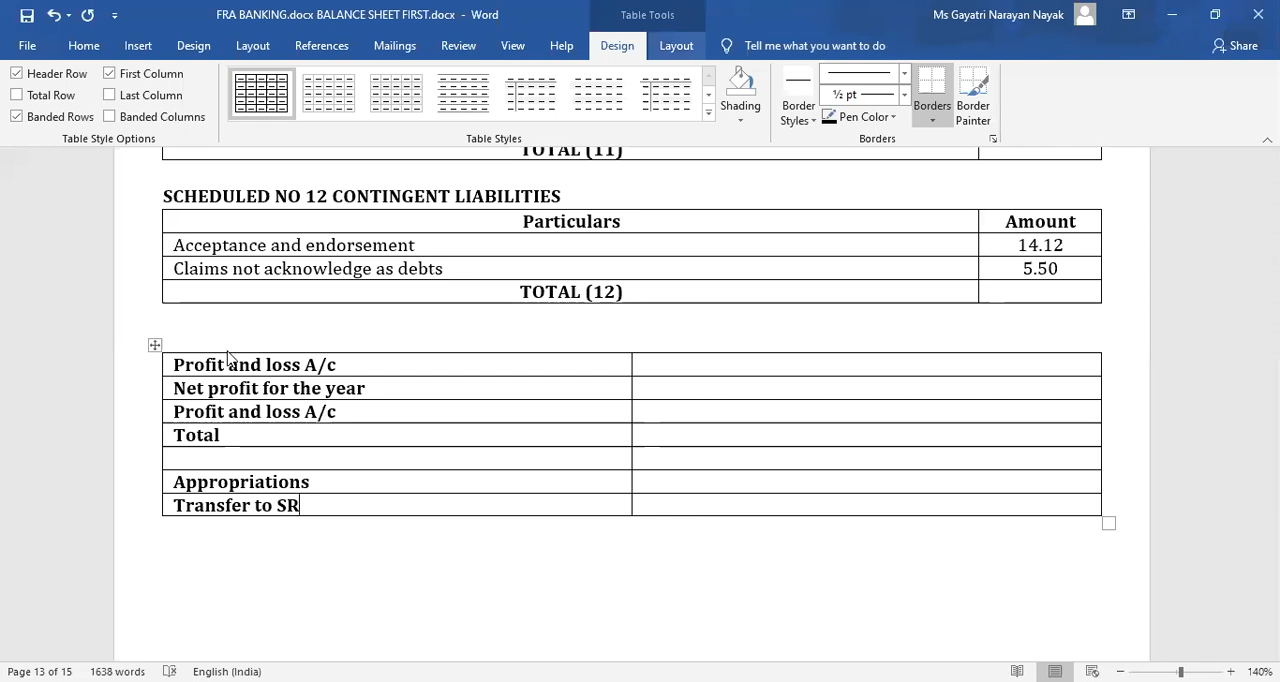 FRA BANKING.docx BALANCE SHEET FIRST.docx - Word
Table Tools
Ms Gayatri Narayan Nayak
File Home Insert Design Layout References Mailings Review View Help Design Layout Tell me what you want to do Share
Header Row First Column
Total Row Last Column
Banded Rows Banded Columns
Table Style Options
Table Styles
Shading
Border Styles
½ pt
Pen Color
Borders
Border Painter
Borders
TOTAL (11)
SCHEDULED NO 12 CONTINGENT LIABILITIES
Particulars Amount
Acceptance and endorsement 14.12
Claims not acknowledge as debts 5.50
TOTAL (12)
Profit and loss A/c
Net profit for the year
Profit and loss A/c
Total
Appropriations
Transfer to SR
Page 13 of 15 1638 words English (India) 140%